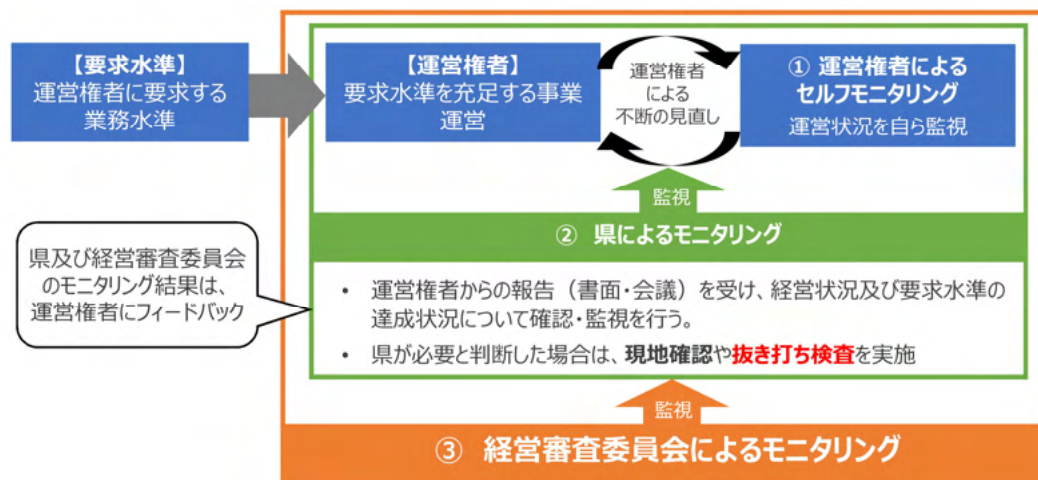 【要求水準】
運営権者に要求する
業務水準
【運営権者】
要求水準を充足する事業
運営
運営権者
による
不断の見直し
① 運営権者による
セルフモニタリング
運営状況を自ら監視
監視
② 県によるモニタリング
県及び経営審査委員会
のモニタリング結果は、
運営権者にフィードバック
• 運営権者からの報告（書面・会議）を受け、経営状況及び要求水準の
達成状況について確認・監視を行う。
• 県が必要と判断した場合は、現地確認や抜き打ち検査を実施
監視
③ 経営審査委員会によるモニタリング